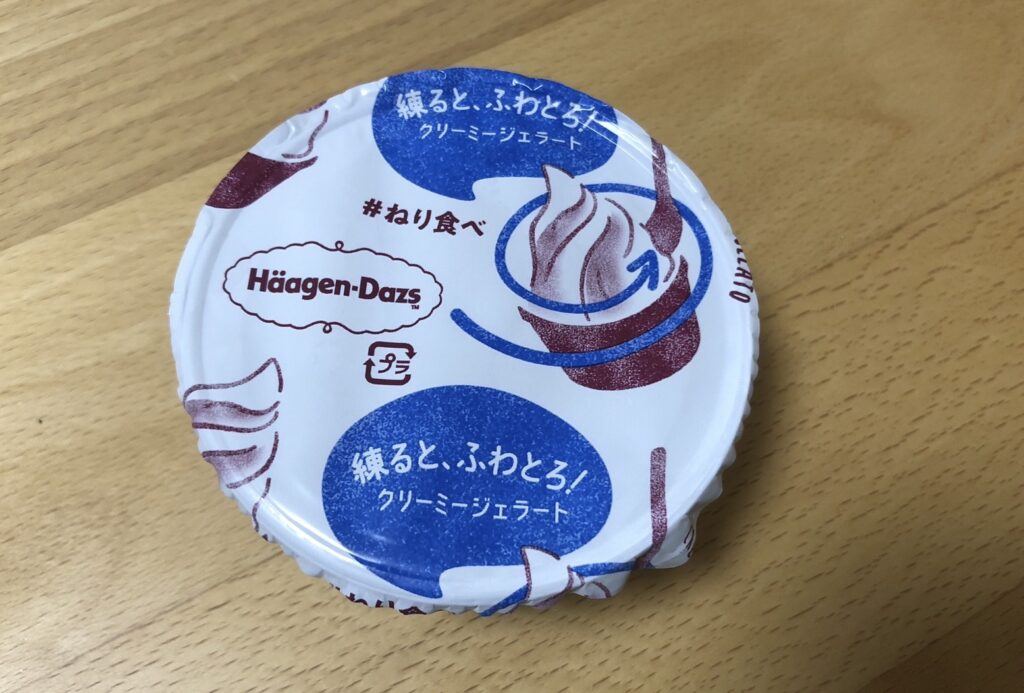 練ると、ふわとろ!
クリーミージェラート
#ねり食べ
Häagen-Dazs
TM
プラ
練ると、ふわとろ!
クリーミージェラート